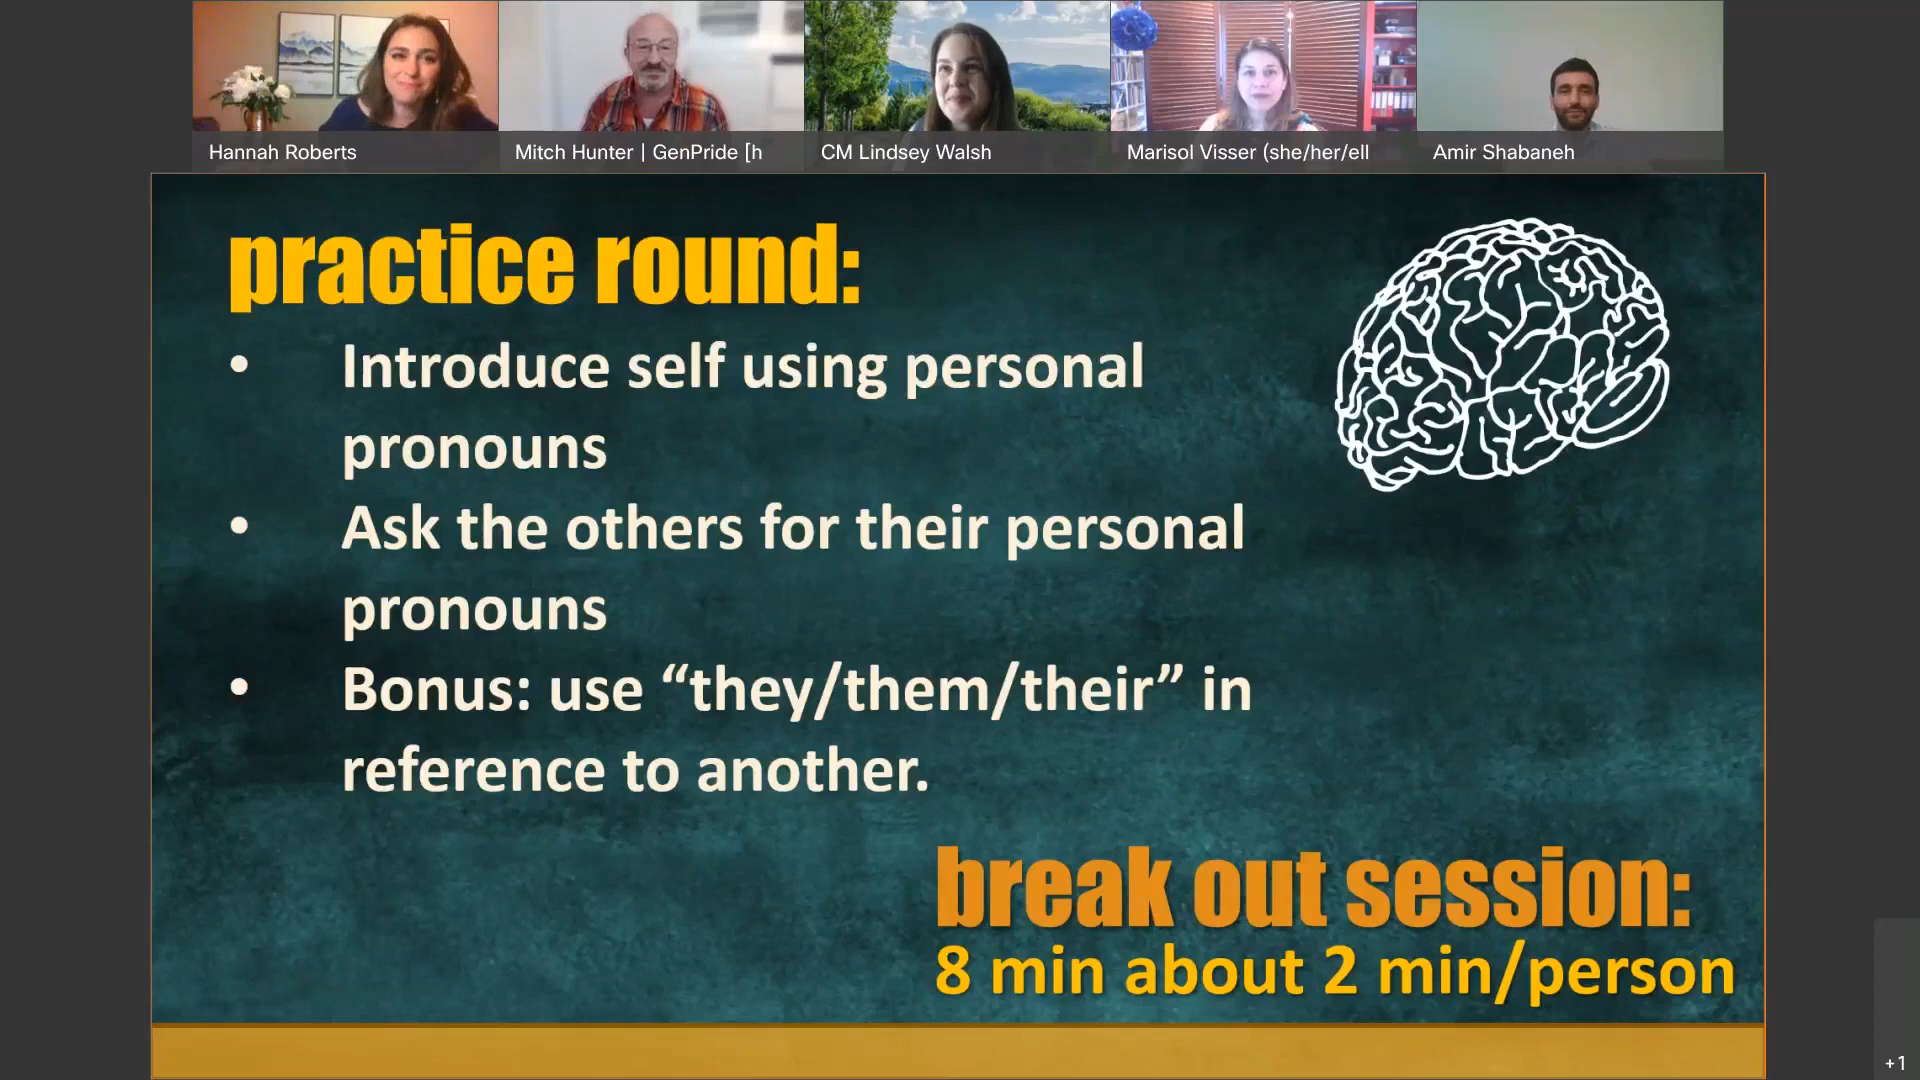 Hannah Roberts
Mitch Hunter | GenPride [h
CM Lindsey Walsh
Marisol Visser (she/her/ell
Amir Shabaneh
practice round:
• Introduce self using personal
pronouns
• Ask the others for their personal
pronouns
• Bonus: use “they/them/their” in
reference to another.
break out session:
8 min about 2 min/person
+1